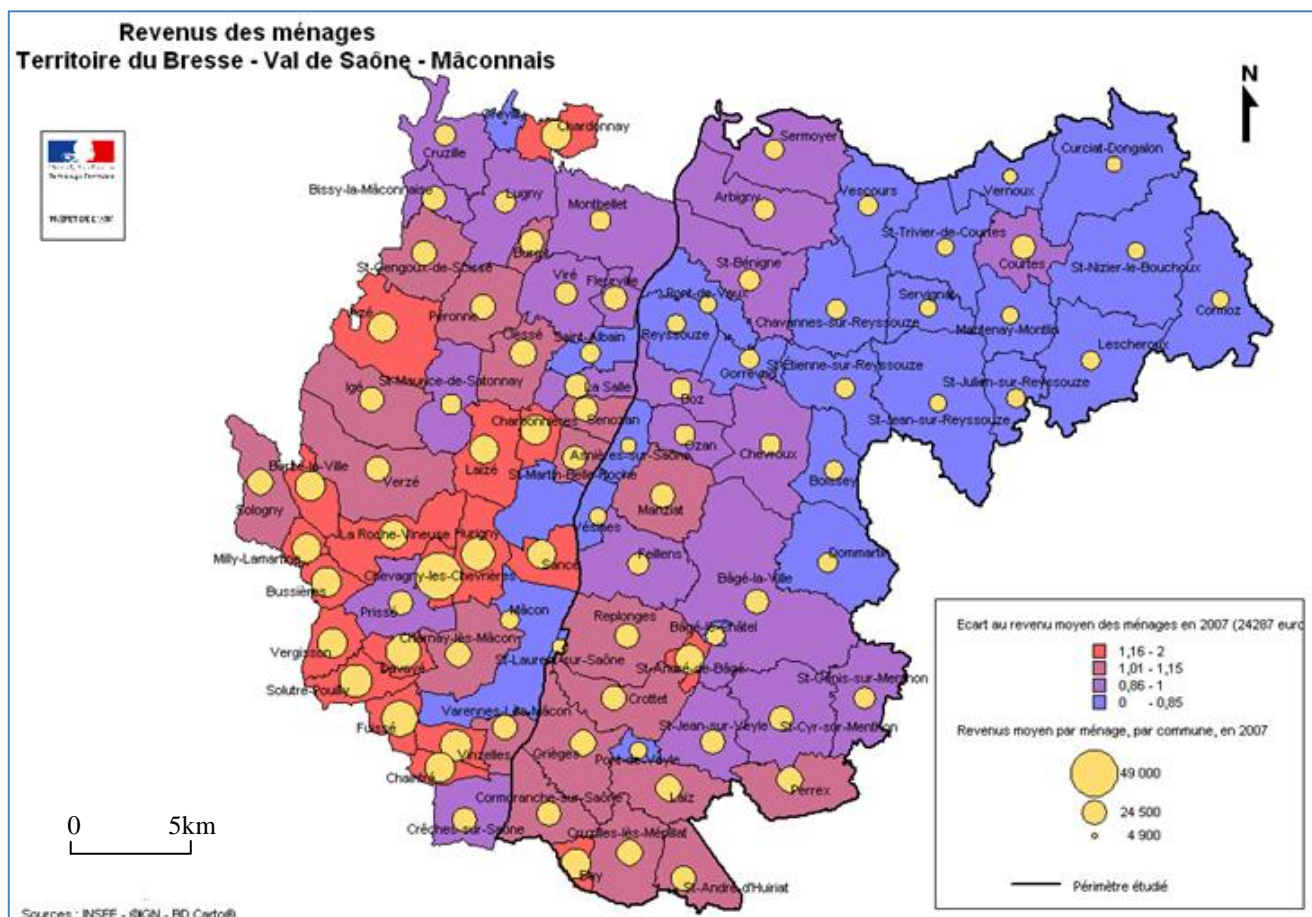 Revenus des ménages
Territoire du Bresse - Val de Saône - Mâconnais
N
Chardonnay
Sermoyer
Cruzille
Curciat-Dongalon
Vernoux
Bissy-la-Mâconnaise
Lugny
Vescours
Arbigny
Montbellet
St-Trivier-de-Courtes
Burgy
Courtes
St-Gengoux-de-Scissé
St-Nizier-le-Bouchoux
St-Bénigne
Viré
Fleurville
Pont-de-Vaux
Servignat
Cormoz
Azé
Péronne
Chavannes-sur-Reyssouze
Mantenay-Montlin
Reyssouze
Clessé
Saint-Albain
Lescheroux
Gorrevod
St-Étienne-sur-Reyssouze
Igé
St-Maurice-de-Satonnay
La Salle
St-Julien-sur-Reyssouze
Boz
Senozan
St-Jean-sur-Reyssouze
Charbonnières
Ozan
Chevroux
Laizé
Asnières-sur-Saône
Berzé-la-Ville
St-Martin-Belle-Roche
Boissey
Verzé
Sologny
Manziat
Vésines
La Roche-Vineuse
Hurigny
Milly-Lamartine
Sancé
Feillens
Dommartin
Chevagny-les-Chevrières
Bâgé-la-Ville
Bussières
Prissé
Mâcon
Replonges
Bâgé-le-Châtel
Charnay-lès-Mâcon
Vergisson
Davayé
St-Laurent-sur-Saône
St-André-de-Bâgé
St-Genis-sur-Menthon
Solutré-Pouilly
Crottet
Varennes-Lès-Mâcon
Fuissé
St-Jean-sur-Veyle
St-Cyr-sur-Menthon
Vinzelles
Grièges
Pont-de-Veyle
Chaintré
Perrex
Laiz
Cormoranche-sur-Saône
Crêches-sur-Saône
Cruzilles-lès-Mépillat
Bey
St-André-d'Huiriat
0 5km
Ecart au revenu moyen des ménages en 2007 (24287 euro
1,16 - 2
1,01 - 1,15
0,86 - 1
0 - 0,85
Revenus moyen par ménage, par commune, en 2007
49 000
24 500
4 900
Périmètre étudié
Sources : INSEE - ©IGN - BD Carto®